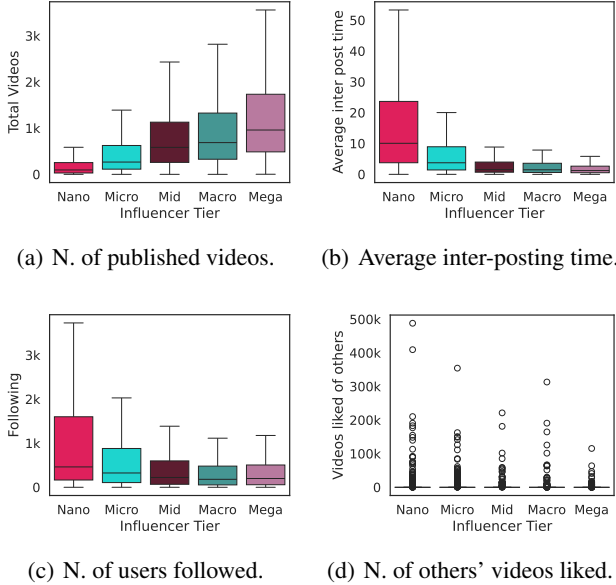 3k
2k
1k
0
Total Videos
Nano Micro Mid Macro Mega
Influencer Tier
(a) N. of published videos.
50
40
30
20
10
0
Average inter post time
Nano Micro Mid Macro Mega
Influencer Tier
(b) Average inter-posting time.
3k
2k
1k
0
Following
Nano Micro Mid Macro Mega
Influencer Tier
(c) N. of users followed.
500k
400k
300k
200k
100k
0
Videos liked of others
Nano Micro Mid Macro Mega
Influencer Tier
(d) N. of others’ videos liked.